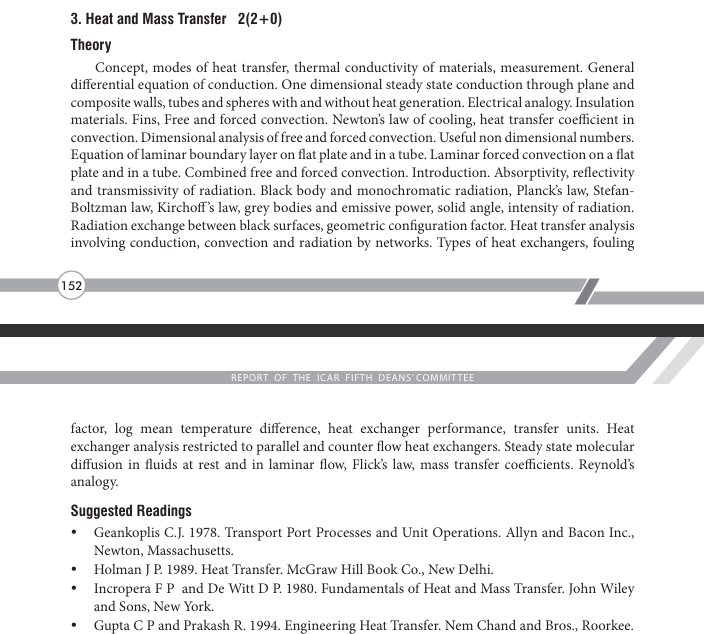 3. Heat and Mass Transfer 2(2+0)
Theory
Concept, modes of heat transfer, thermal conductivity of materials, measurement. General
differential equation of conduction. One dimensional steady state conduction through plane and
composite walls, tubes and spheres with and without heat generation. Electrical analogy. Insulation
materials. Fins, Free and forced convection. Newton's law of cooling, heat transfer coefficient in
convection. Dimensional analysis of free and forced convection. Useful non dimensional numbers.
Equation of laminar boundary layer on flat plate and in a tube. Laminar forced convection on a flat
plate and in a tube. Combined free and forced convection. Introduction. Absorptivity, reflectivity
and transmissivity of radiation. Black body and monochromatic radiation, Planck's law, Stefan-
Boltzman law, Kirchoff's law, grey bodies and emissive power, solid angle, intensity of radiation.
Radiation exchange between black surfaces, geometric configuration factor. Heat transfer analysis
involving conduction, convection and radiation by networks. Types of heat exchangers, fouling
152
REPORT OF THE ICAR FIFTH DEANS' COMMITTEE
factor, log mean temperature difference, heat exchanger performance, transfer units. Heat
exchanger analysis restricted to parallel and counter flow heat exchangers. Steady state molecular
diffusion in fluids at rest and in laminar flow, Flick's law, mass transfer coefficients. Reynold's
analogy.
Suggested Readings
• Geankoplis C.J. 1978. Transport Port Processes and Unit Operations. Allyn and Bacon Inc.,
Newton, Massachusetts.
• Holman J P. 1989. Heat Transfer. McGraw Hill Book Co., New Delhi.
• Incropera F P and De Witt D P. 1980. Fundamentals of Heat and Mass Transfer. John Wiley
and Sons, New York.
• Gupta C P and Prakash R. 1994. Engineering Heat Transfer. Nem Chand and Bros., Roorkee.